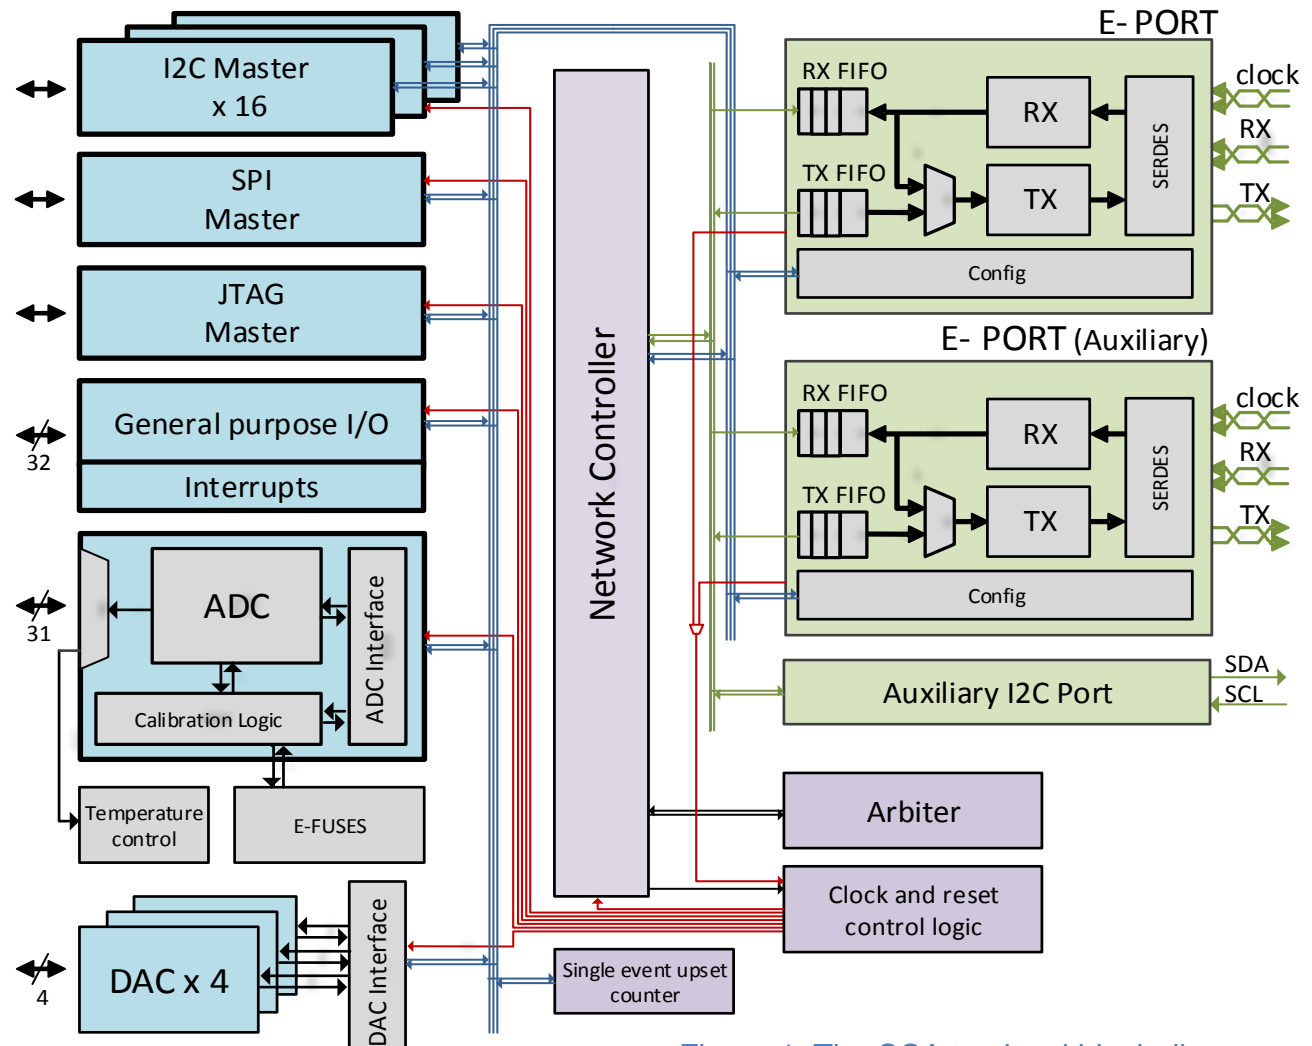 E- PORT
I2C Master
x 16
SPI
Master
JTAG
Master
General purpose I/O
32
Interrupts
ADC
ADC Interface
31
Calibration Logic
Temperature
control
E-FUSES
DAC x 4
DAC Interface
4
Network Controller
RX FIFO
RX
SERDES
TX FIFO
TX
Config
clock
RX
TX
E- PORT (Auxiliary)
RX FIFO
RX
SERDES
TX FIFO
TX
Config
clock
RX
TX
Auxiliary I2C Port
SDA
SCL
Arbiter
Clock and reset
control logic
Single event upset
counter